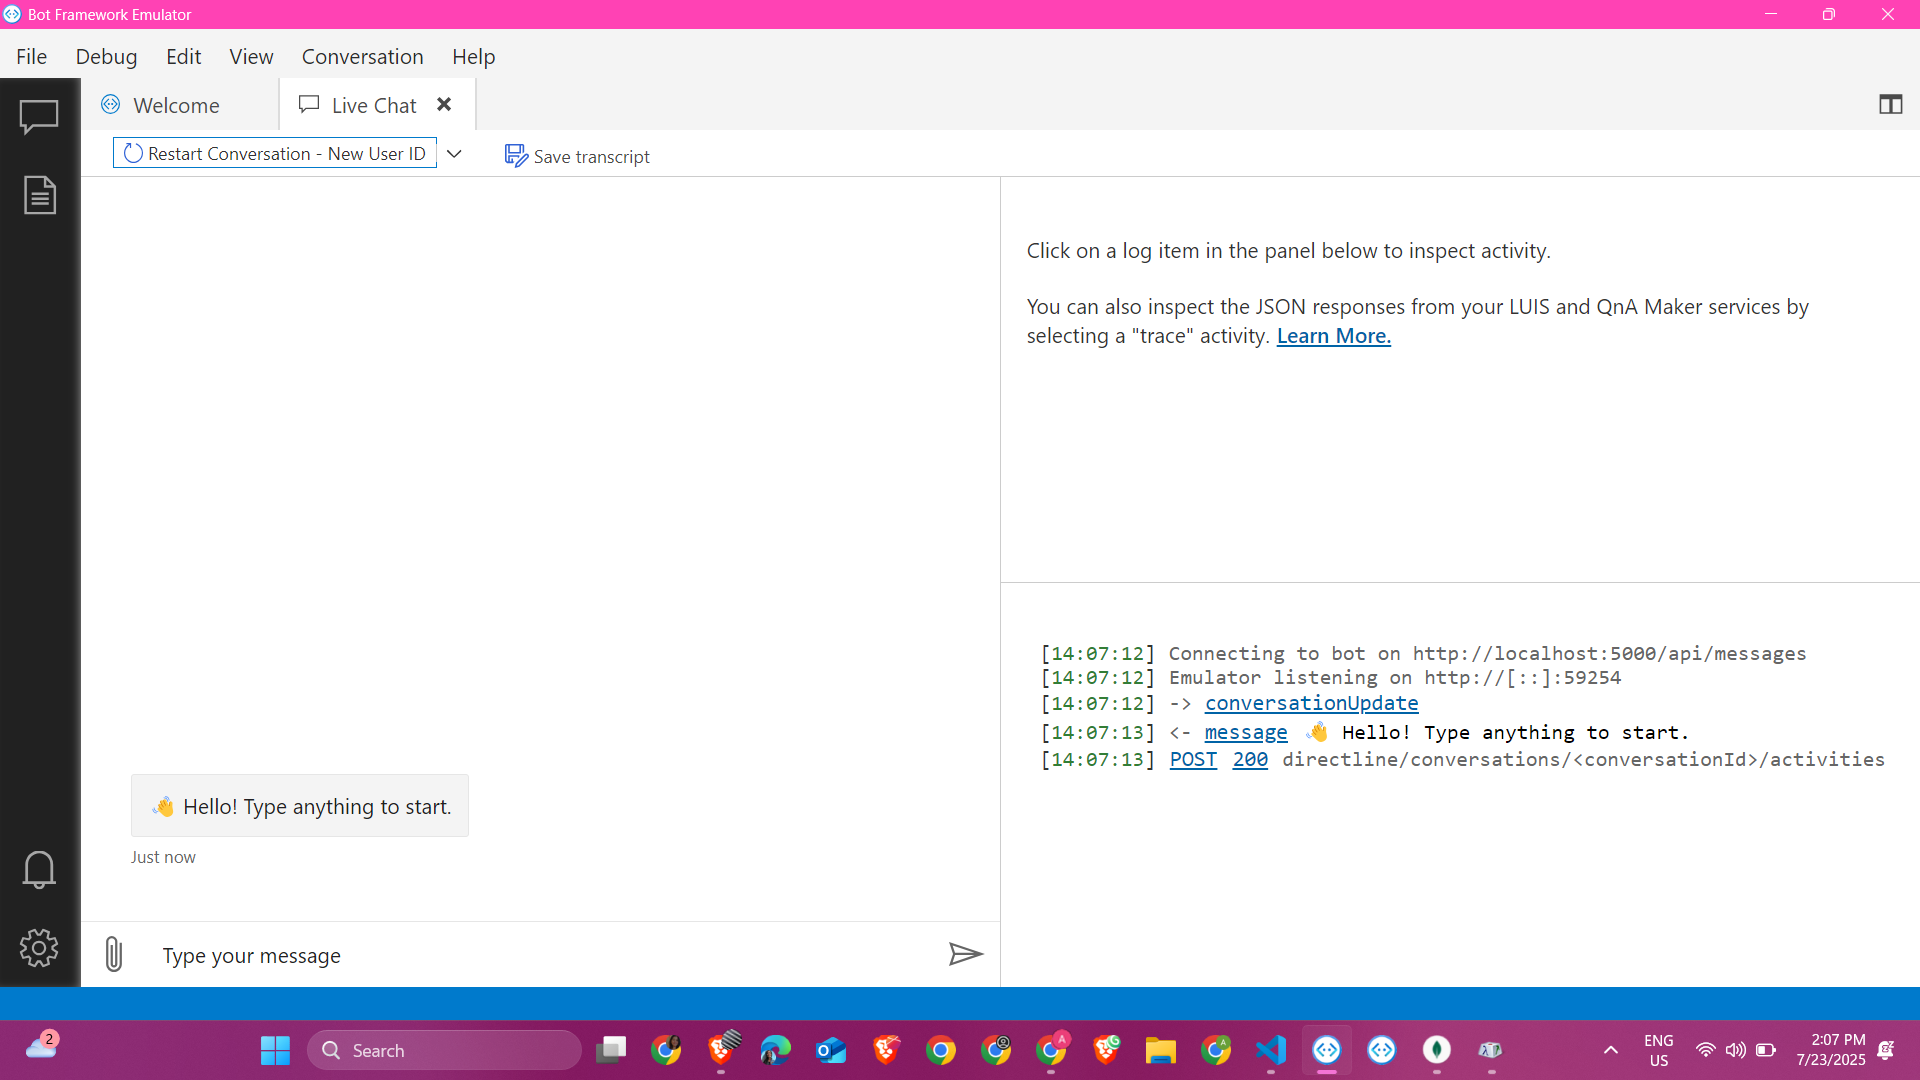 Bot Framework Emulator
File Debug Edit View Conversation Help
Welcome Live Chat
Restart Conversation - New User ID Save transcript
Click on a log item in the panel below to inspect activity.
You can also inspect the JSON responses from your LUIS and QnA Maker services by
selecting a "trace" activity. Learn More.
[14:07:12] Connecting to bot on http://localhost:5000/api/messages
[14:07:12] Emulator listening on http://[::]:59254
[14:07:12] -> conversationUpdate
[14:07:13] <- message 👋 Hello! Type anything to start.
[14:07:13] POST 200 directline/conversations/<conversationId>/activities
👋 Hello! Type anything to start.
Just now
Type your message
2
Search
A
G
A
ENG
US
2:07 PM
7/23/2025